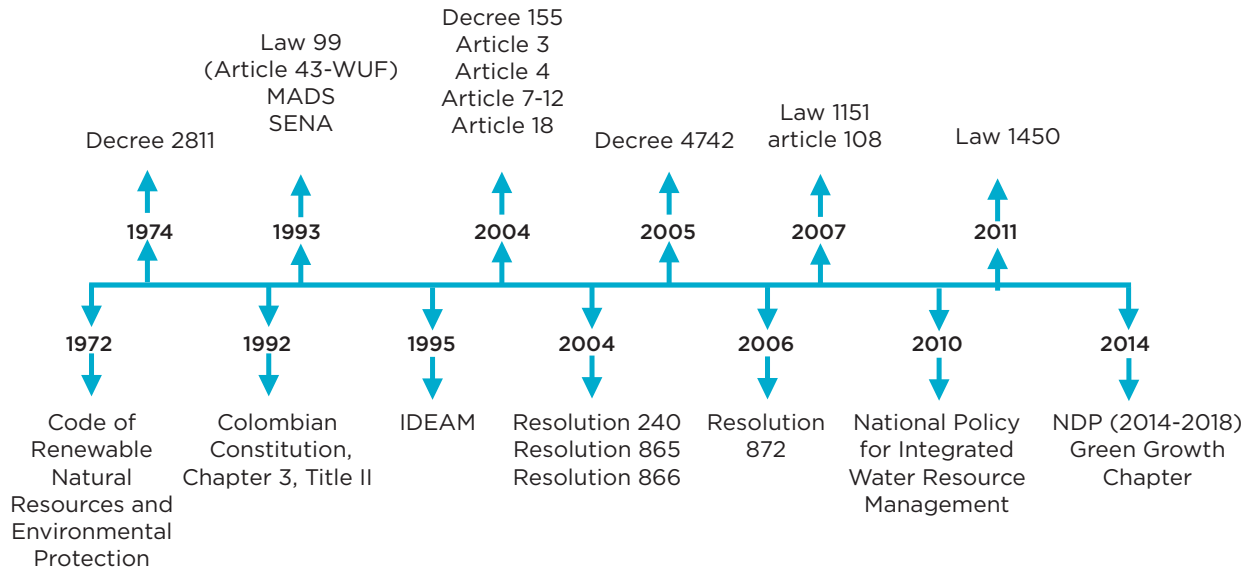 Decree 2811
1974
Law 99
(Article 43-WUF)
MADS
SENA
1993
Decree 155
Article 3
Article 4
Article 7-12
Article 18
2004
Decree 4742
2005
Law 1151
article 108
2007
Law 1450
2011
1972
Code of
Renewable
Natural
Resources and
Environmental
Protection
1992
Colombian
Constitution,
Chapter 3, Title II
1995
IDEAM
2004
Resolution 240
Resolution 865
Resolution 866
2006
Resolution
872
2010
National Policy
for Integrated
Water Resource
Management
2014
NDP (2014-2018)
Green Growth
Chapter